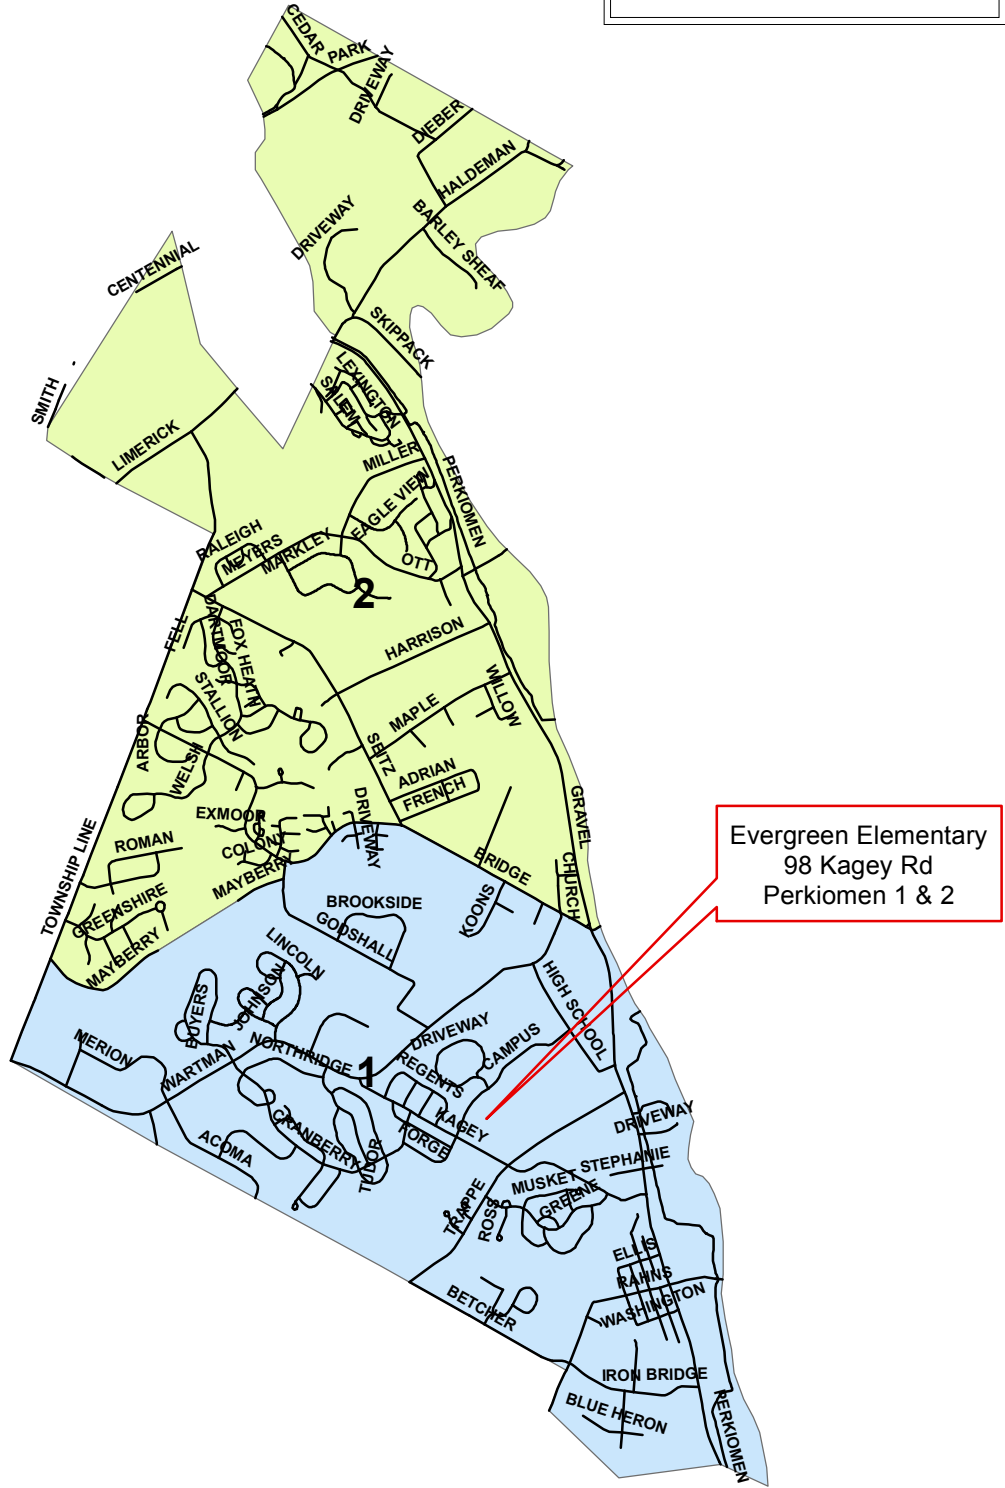 CEDAR
PARK
DRIVEWAY
DIEBER
HALDEMAN
DRIVEWAY
BARLEY SHEAF
CENTENNIAL
SKIPPACK
SMITH
LEXINGTON
SALEM
LIMERICK
MILLER
PERKIOMEN
EAGLE VIEW
RALEIGH
MEYERS
MARKLEY
OTT
2
FELL
DARTMOOR
FOX HEATH
HARRISON
STALLION
WILLOW
MAPLE
ARBOR
SEITZ
WELSH
ADRIAN
FRENCH
EXMOOR
DRIVEWAY
GRAVEL
ROMAN
COLONY
TOWNSHIP LINE
MAYBERRY
BRIDGE
CHURCH
Evergreen Elementary
98 Kagey Rd
Perkiomen 1 & 2
GREENSHIRE
BROOKSIDE
KOONS
GODSHALL
MAYBERRY
LINCOLN
HIGH SCHOOL
BUYERS
JOHNSON
DRIVEWAY
CAMPUS
MERION
WARTMAN
NORTHRIDGE
1
REGENTS
KAGEY
FORGE
DRIVEWAY
CRANBERRY
ACOMA
TUDOR
STEPHANIE
MUSKET
GREENE
TRAPPE
ROSS
ELLIS
RAHNS
WASHINGTON
BETCHER
IRON BRIDGE
BLUE HERON
PERKIOMEN